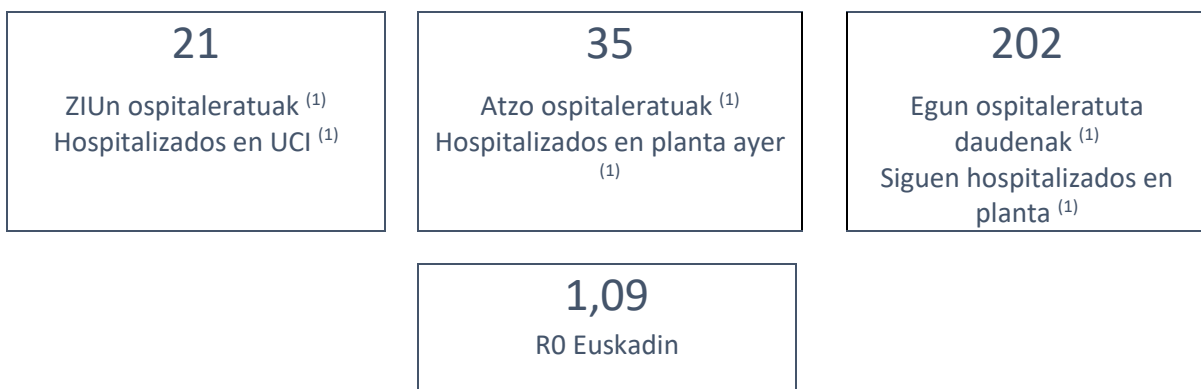 21
ZIUn ospitaleratuak (1)
Hospitalizados en UCI (1)
35
Atzo ospitaleratuak (1)
Hospitalizados en planta ayer
(1)
202
Egun ospitaleratuta
daudenak (1)
Siguen hospitalizados en
planta (1)
1,09
R0 Euskadin